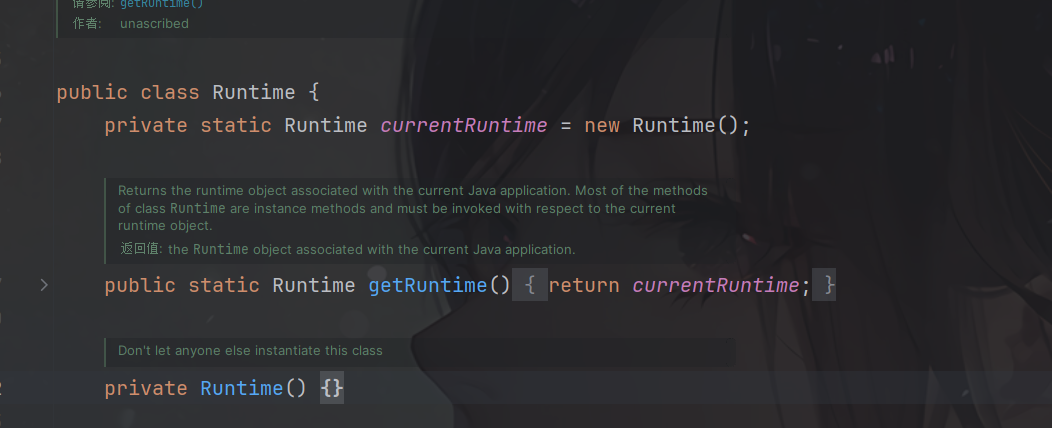 请参阅: getRuntime()
作者: unascribed
public class Runtime {
private static Runtime currentRuntime = new Runtime();
Returns the runtime object associated with the current Java application. Most of the methods
of class Runtime are instance methods and must be invoked with respect to the current
runtime object.
返回值: the Runtime object associated with the current Java application.
public static Runtime getRuntime() { return currentRuntime; }
Don't let anyone else instantiate this class
private Runtime() {}